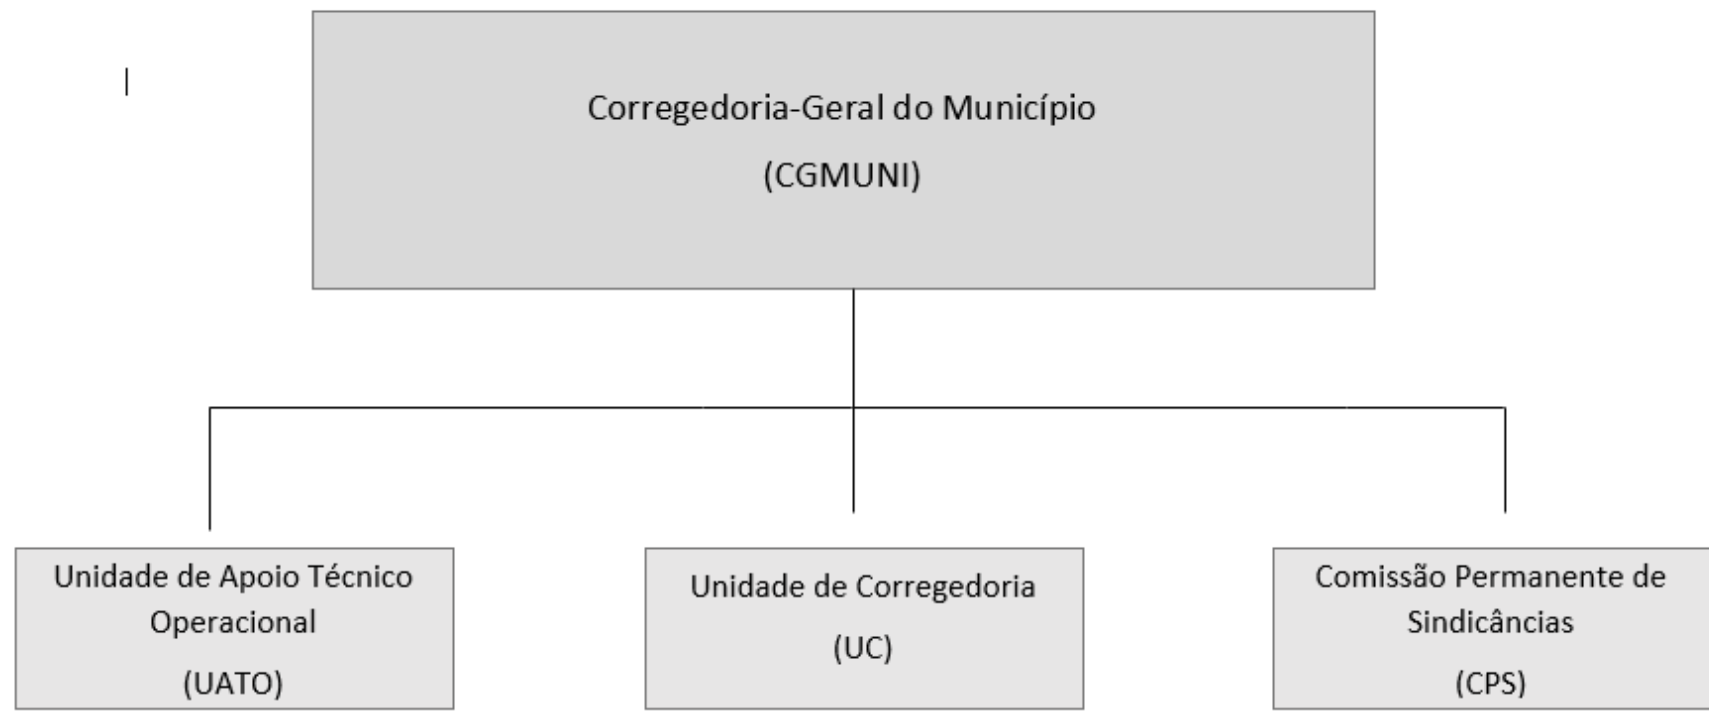 Corregedoria-Geral do Município
(CGMUNI)
Unidade de Apoio Técnico
Operacional
(UATO)
Unidade de Corregedoria
(UC)
Comissão Permanente de
Sindicâncias
(CPS)